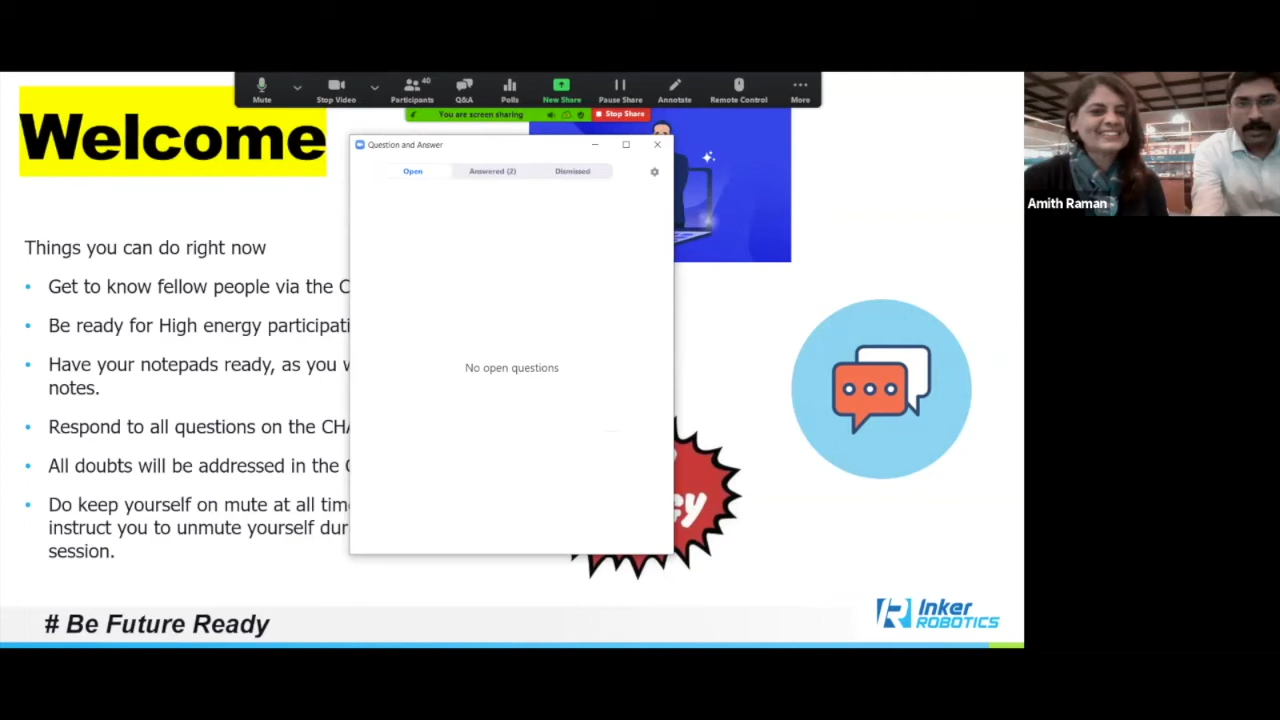 Mute
Stop Video
Participants
40
Q&A
Polls
New Share
Pause Share
Annotate
Remote Control
More
You are screen sharing
Stop Share
Welcome
Question and Answer
Open
Answered (2)
Dismissed
No open questions
Amith Raman
Things you can do right now
• Get to know fellow people via the
• Be ready for High energy
• Have your notepads ready, as you
notes.
• Respond to all questions on the
• All doubts will be addressed in the
• Do keep yourself on mute at all
instruct you to unmute yourself
session.
# Be Future Ready
Inker
ROBOTICS